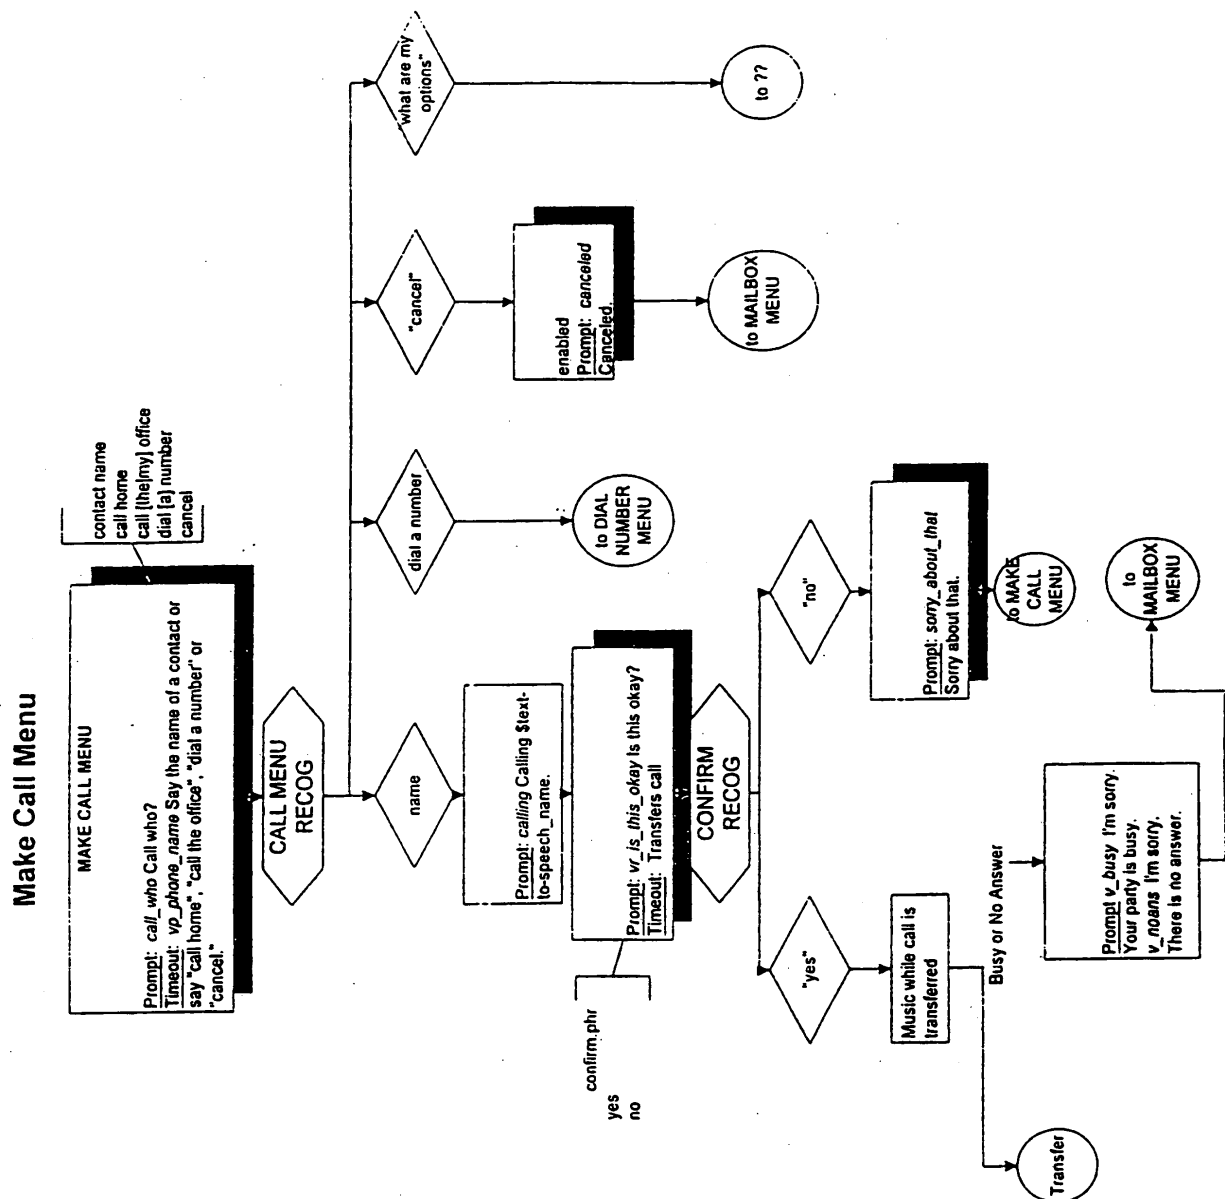 Make Call Menu
MAKE CALL MENU
Prompt: call_who Call who?
Timeout: vp_phone_name Say the name of a contact or
say "call home", "call the office", "dial a number" or
"cancel."
contact name
call home
call [the|my] office
dial [a] number
cancel
CALL MENU
RECOG
name
dial a number
"cancel"
"what are my
options"
Prompt: calling Calling $text-
to-speech_name.
to DIAL
NUMBER
MENU
enabled
Prompt: canceled
Canceled.
to MAILBOX
MENU
to ??
confirm.phr
yes
no
Prompt: vr_is_this_okay Is this okay?
Timeout: Transfers call
CONFIRM
RECOG
"yes"
"no"
Music while call is
transferred
Prompt: sorry_about_that
Sorry about that.
to MAKE
CALL
MENU
Busy or No Answer
Transfer
Prompt v_busy I'm sorry.
Your party is busy.
v_noans I'm sorry.
There is no answer.
to
MAILBOX
MENU